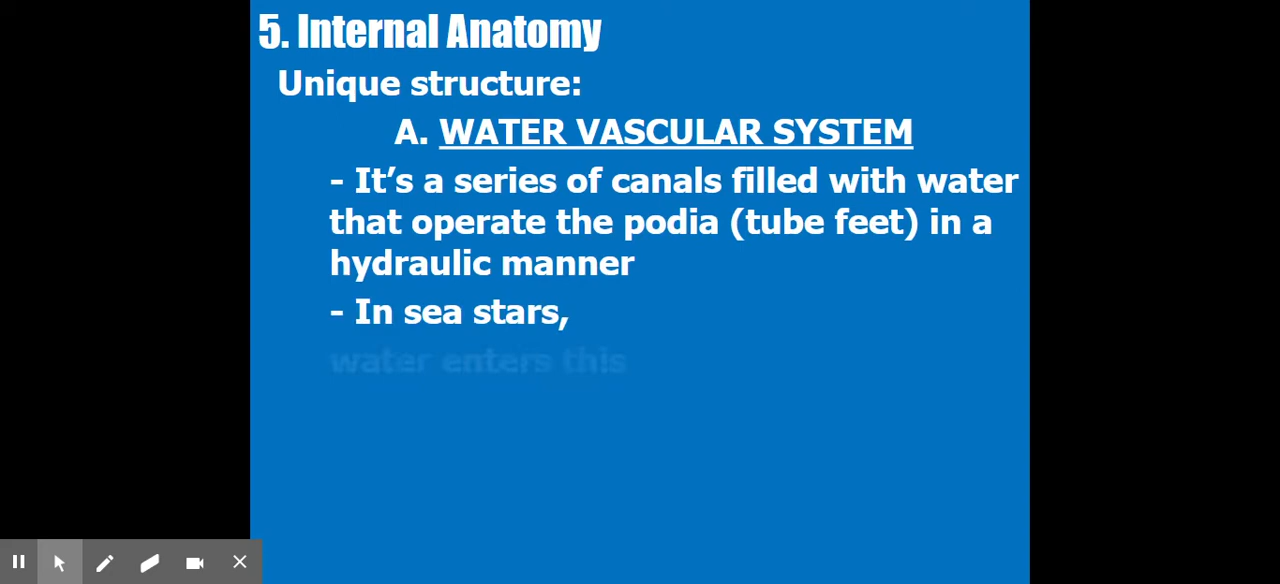 5. Internal Anatomy
Unique structure:
A. WATER VASCULAR SYSTEM
- It’s a series of canals filled with water
that operate the podia (tube feet) in a
hydraulic manner
- In sea stars,
water enters this